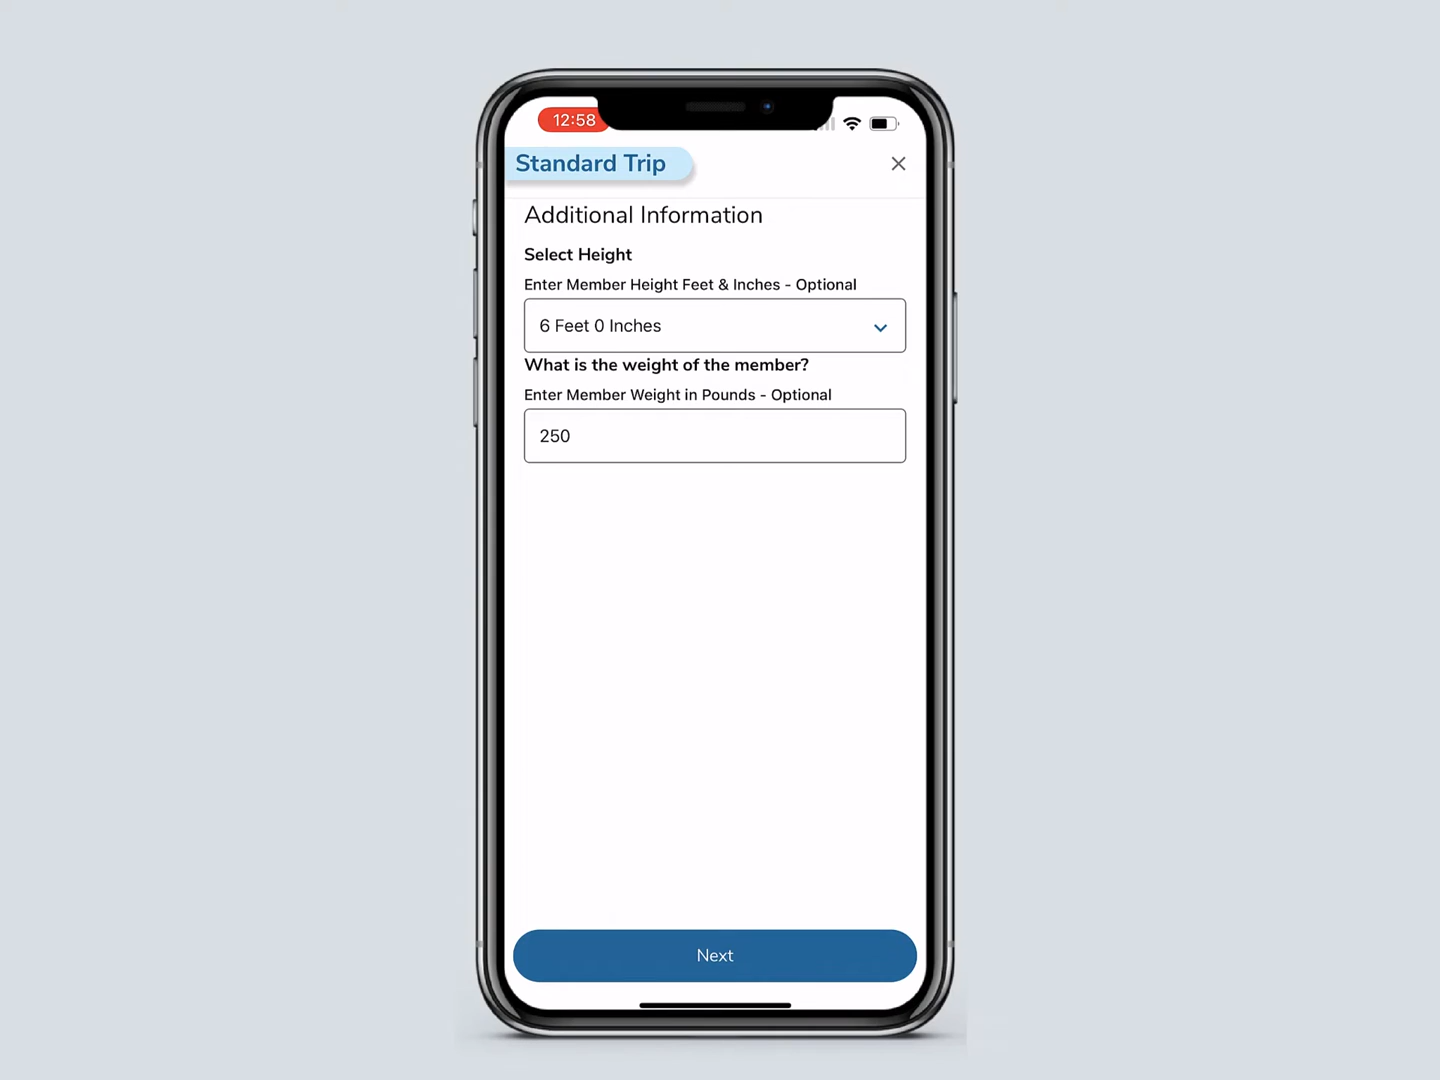 12:58
Standard Trip
Additional Information
Select Height
Enter Member Height Feet & Inches - Optional
6 Feet 0 Inches
What is the weight of the member?
Enter Member Weight in Pounds - Optional
250
Next